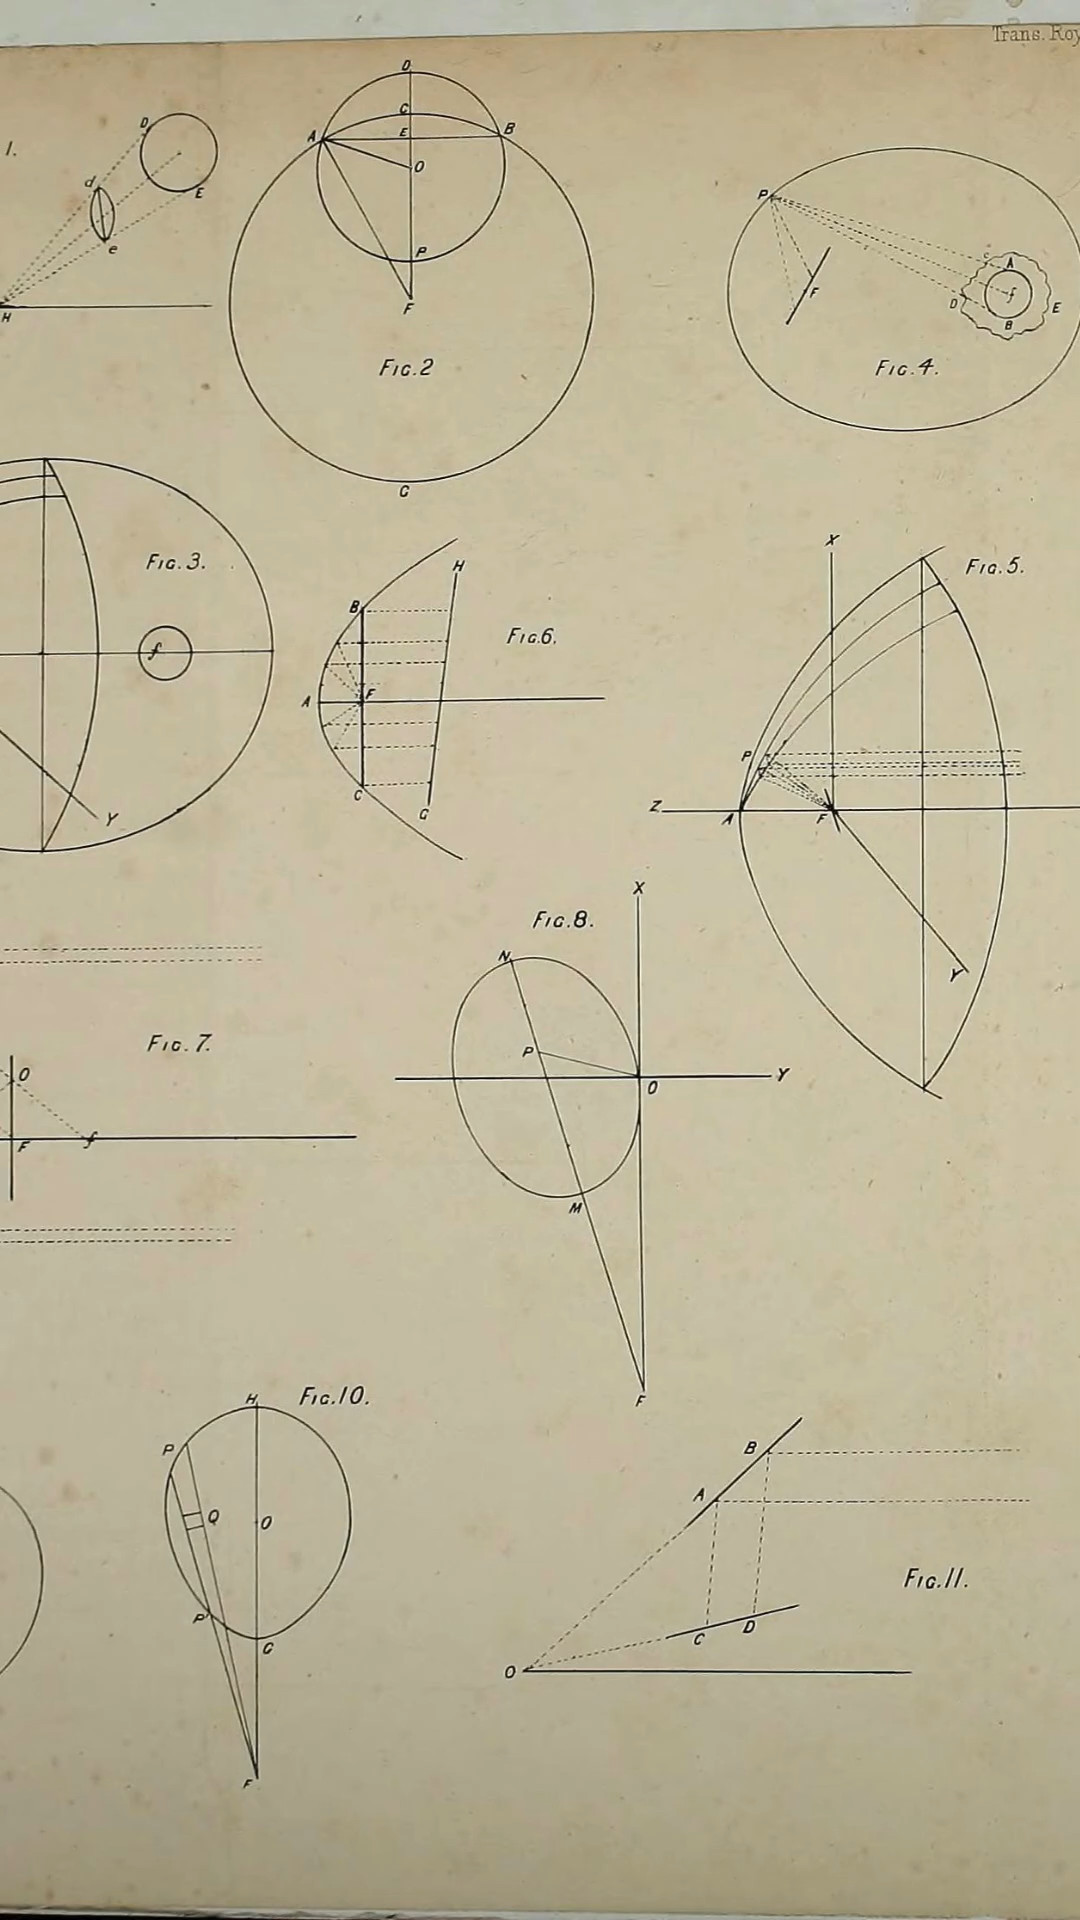 Trans. Roy
1.
D
E
d
e
H
D
C
A
E
B
O
P
F
FIG.2
G
P
F
c
A
f
D
B
E
FIG.4.
FIG.3.
f
Y
B
H
FIG.6.
A
F
C
G
X
FIG.5.
P
Z
A
F
Y
FIG.7.
O
F
f
X
FIG.8.
N
P
Y
O
M
F
H
FIG.10.
P
Q
O
P'
G
F
B
A
FIG.11.
C
D
O